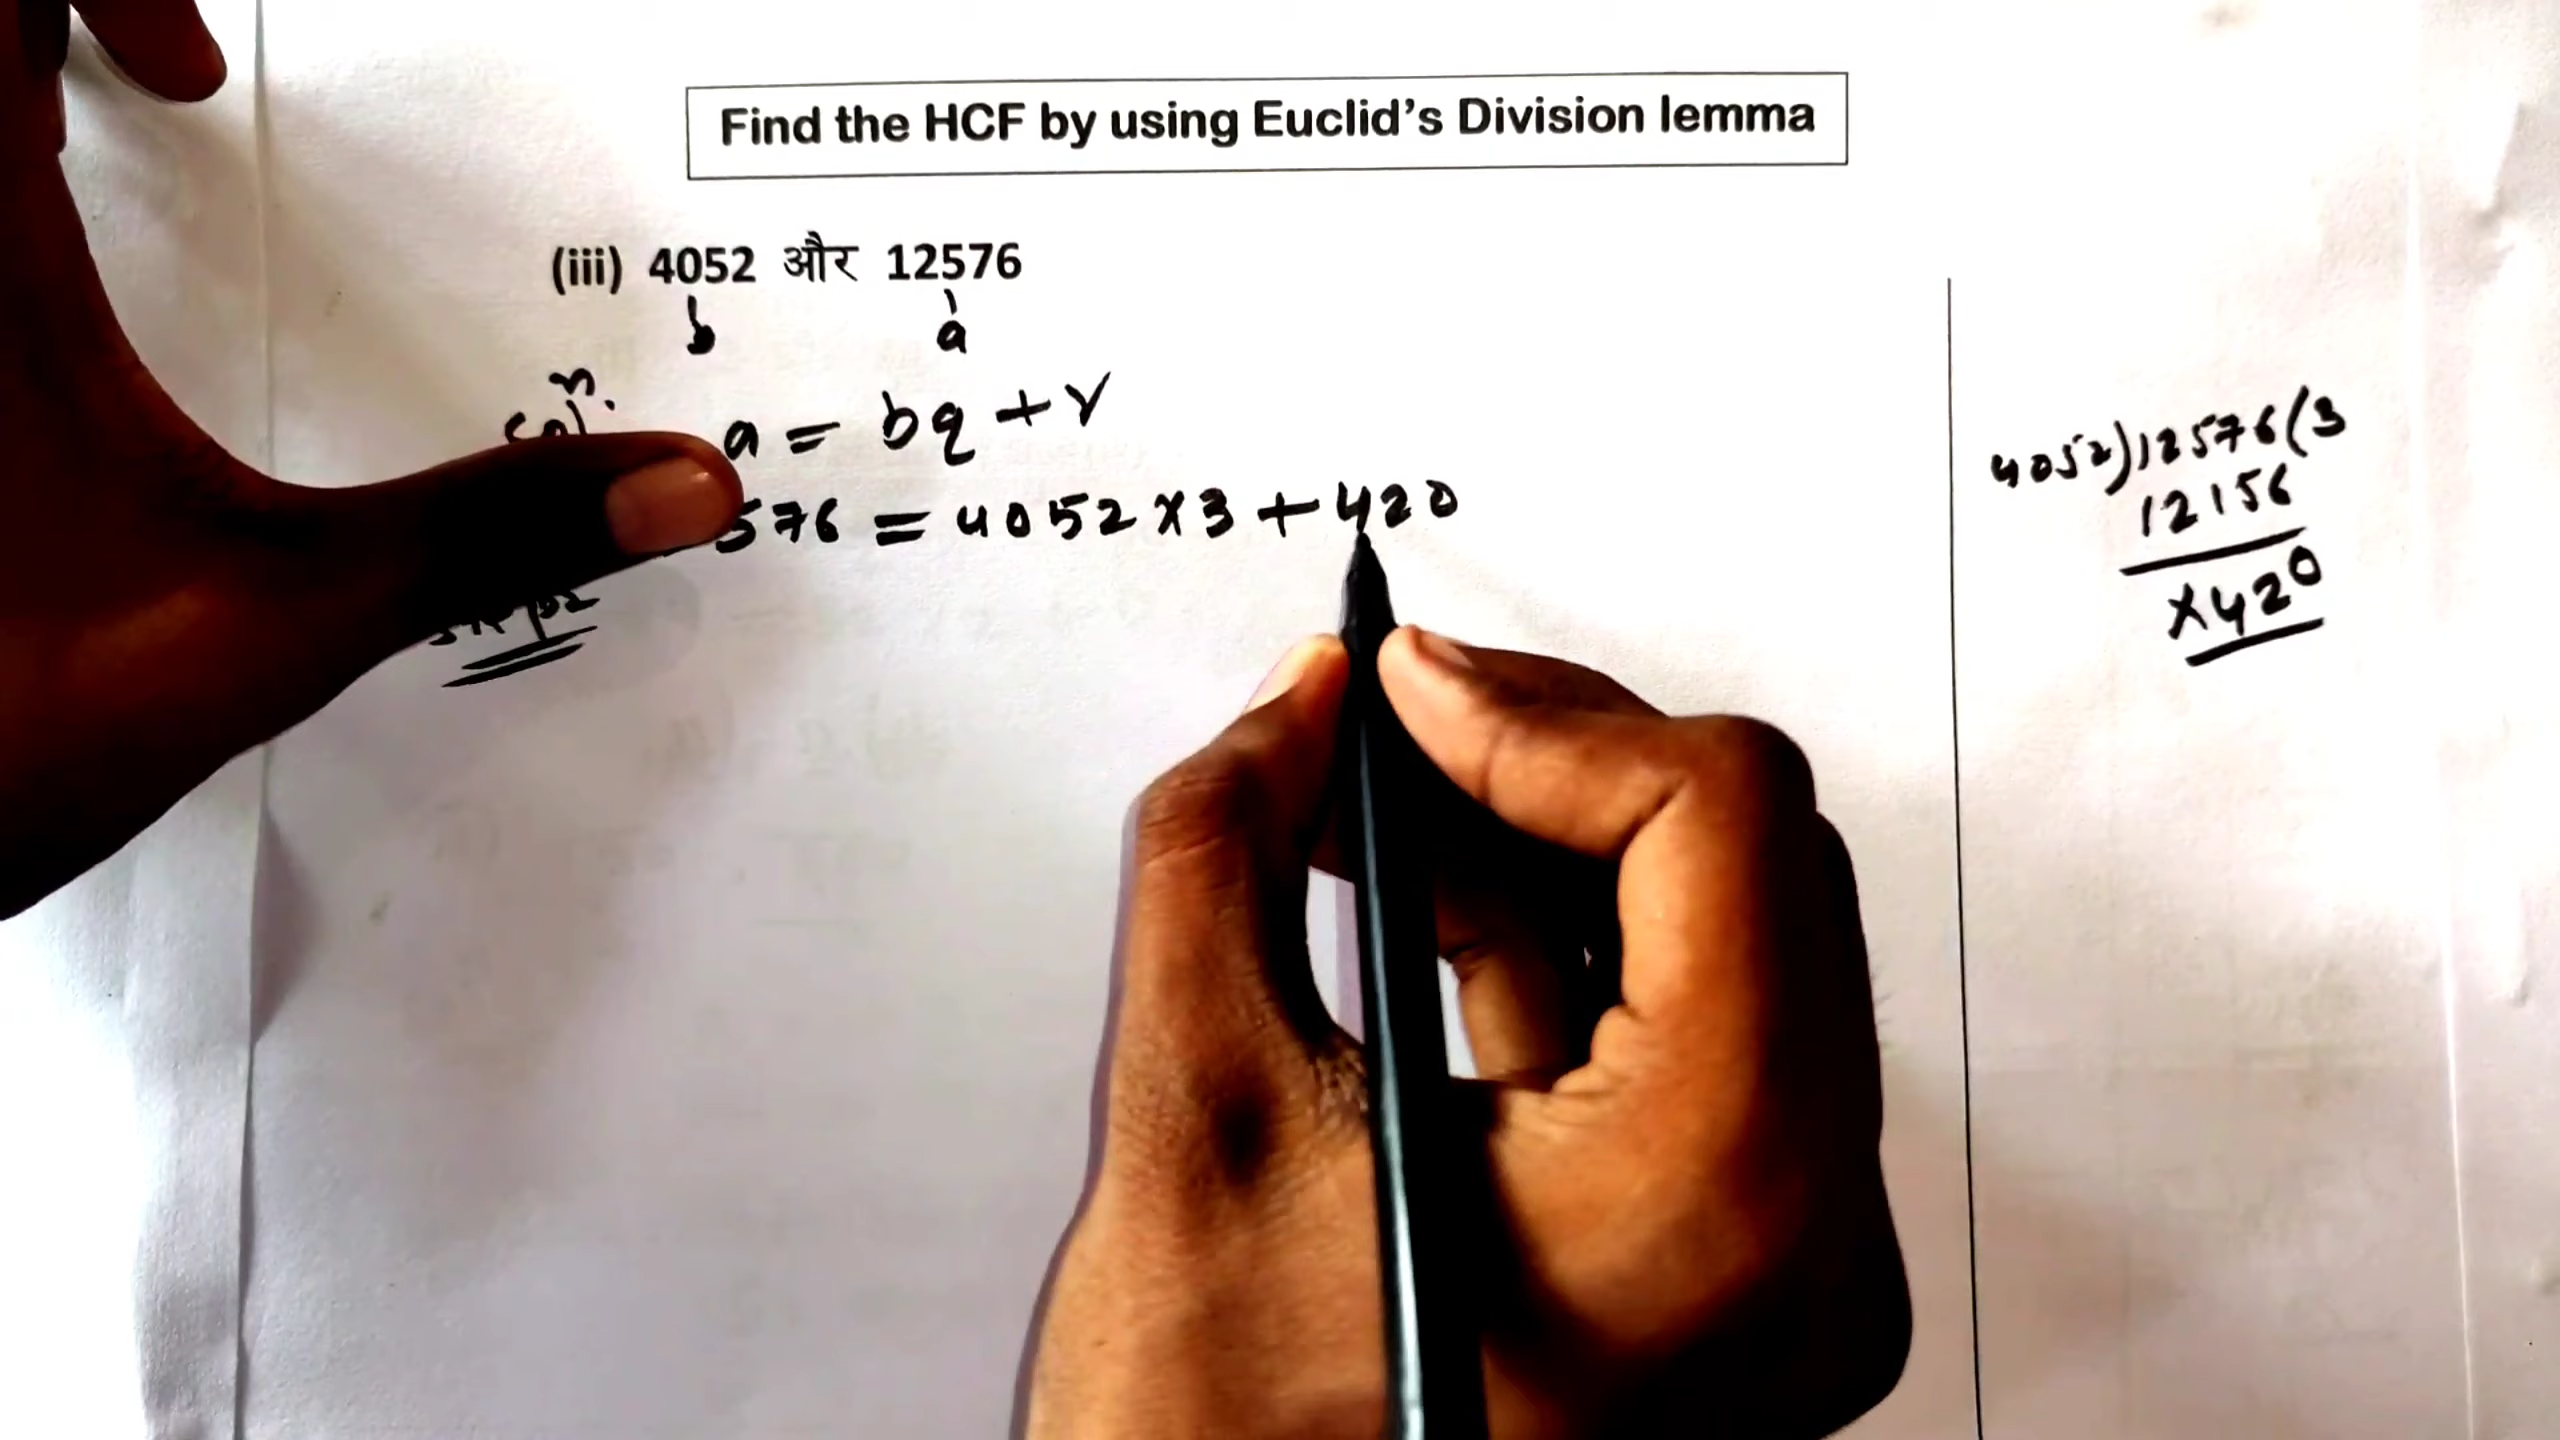 Find the HCF by using Euclid's Division lemma
(iii) 4052 और 12576
b a
a = bq + r
576 = 4052 x 3 + 420
4052)12576(3
12156
x420